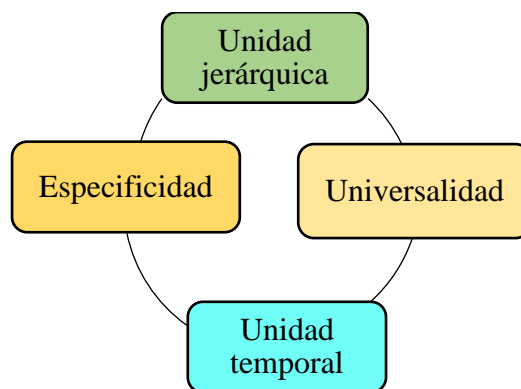 Unidad
jerárquica
Especificidad
Universalidad
Unidad
temporal